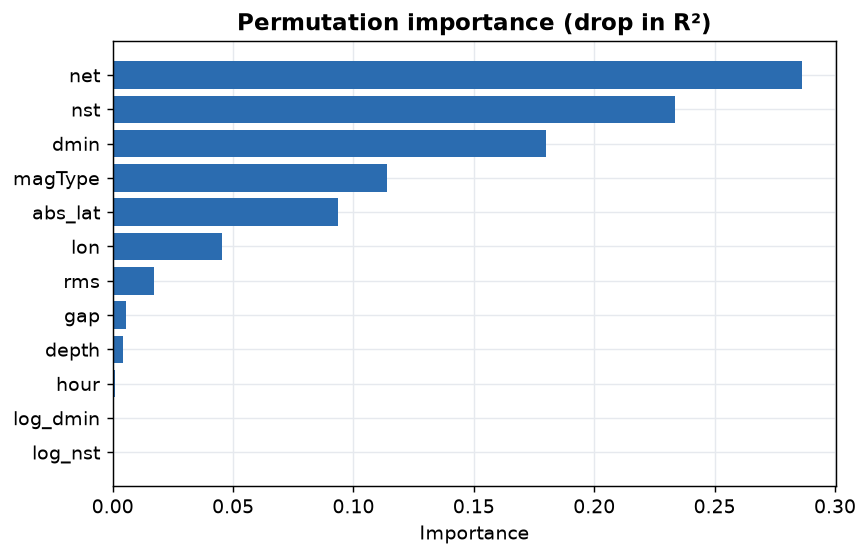 Permutation importance (drop in R²)
net
nst
dmin
magType
abs_lat
lon
rms
gap
depth
hour
log_dmin
log_nst
0.00 0.05 0.10 0.15 0.20 0.25 0.30
Importance